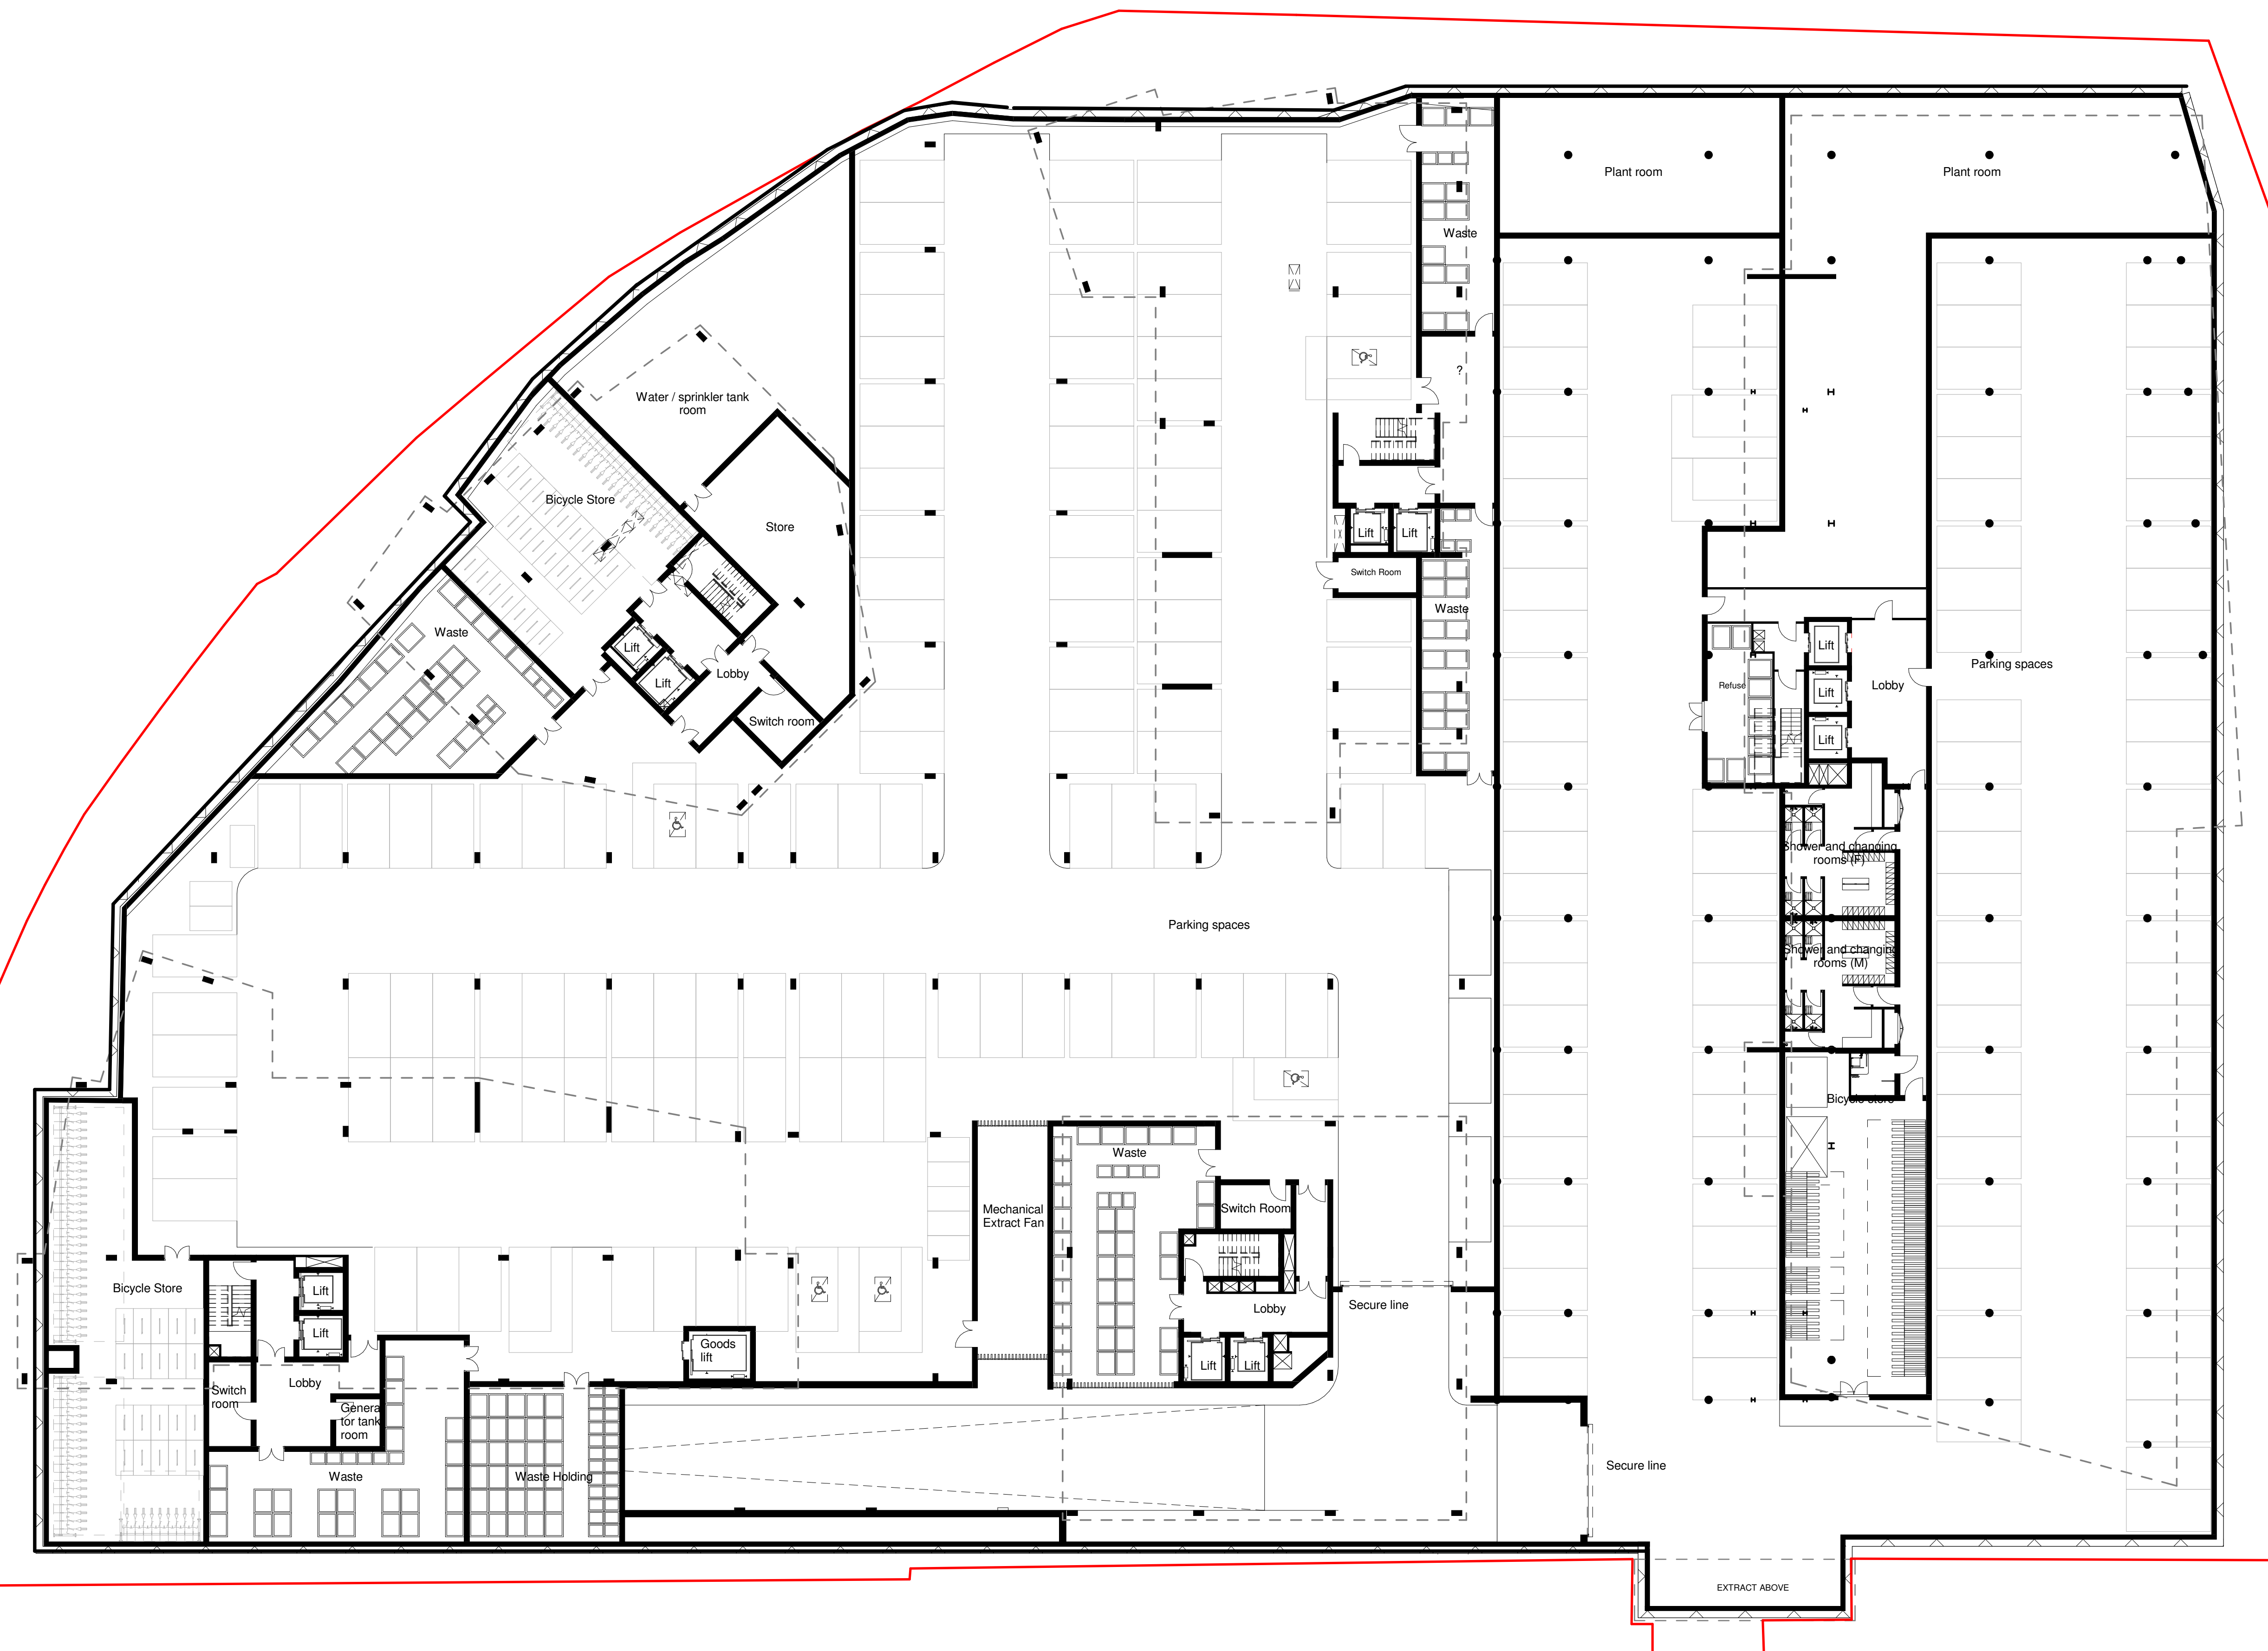 Plant room
Plant room
Waste
?
Water / sprinkler tank
room
Bicycle Store
Store
Lift
Lift
Switch Room
Waste
Waste
Lift
Lift
Lobby
Switch room
Lift
Lift
Lift
Refuse
Lobby
Parking spaces
Shower and changing
rooms (F)
Parking spaces
Shower and changing
rooms (M)
Bicycle store
Waste
Mechanical
Extract Fan
Switch Room
Bicycle Store
Lift
Lift
Lobby
Secure line
Goods
lift
Lift
Lift
Lobby
Switch
room
Genera
tor tank
room
Waste
Waste Holding
Secure line
EXTRACT ABOVE